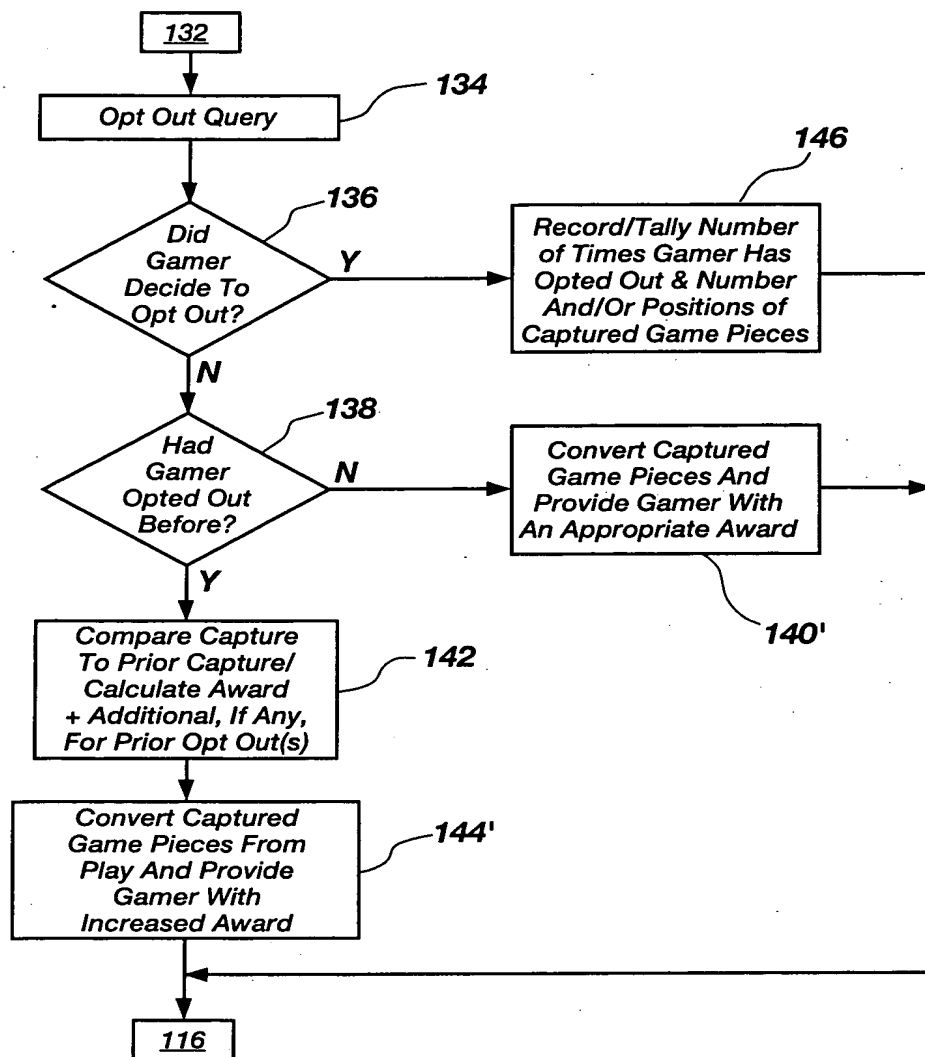 132
134
Opt Out Query
136
Did
Gamer
Decide To
Opt Out?
Y
146
Record/Tally Number
of Times Gamer Has
Opted Out & Number
And/Or Positions of
Captured Game Pieces
N
138
Had
Gamer
Opted Out
Before?
N
Convert Captured
Game Pieces And
Provide Gamer With
An Appropriate Award
140'
Y
Compare Capture
To Prior Capture/
Calculate Award
+ Additional, If Any,
For Prior Opt Out(s)
142
Convert Captured
Game Pieces From
Play And Provide
Gamer With
Increased Award
144'
116